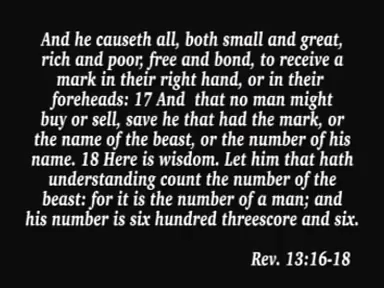 And he causeth all, both small and great,
rich and poor, free and bond, to receive a
mark in their right hand, or in their
foreheads: 17 And that no man might
buy or sell, save he that had the mark, or
the name of the beast, or the number of his
name. 18 Here is wisdom. Let him that hath
understanding count the number of the
beast: for it is the number of a man; and
his number is six hundred threescore and six.
Rev. 13:16-18